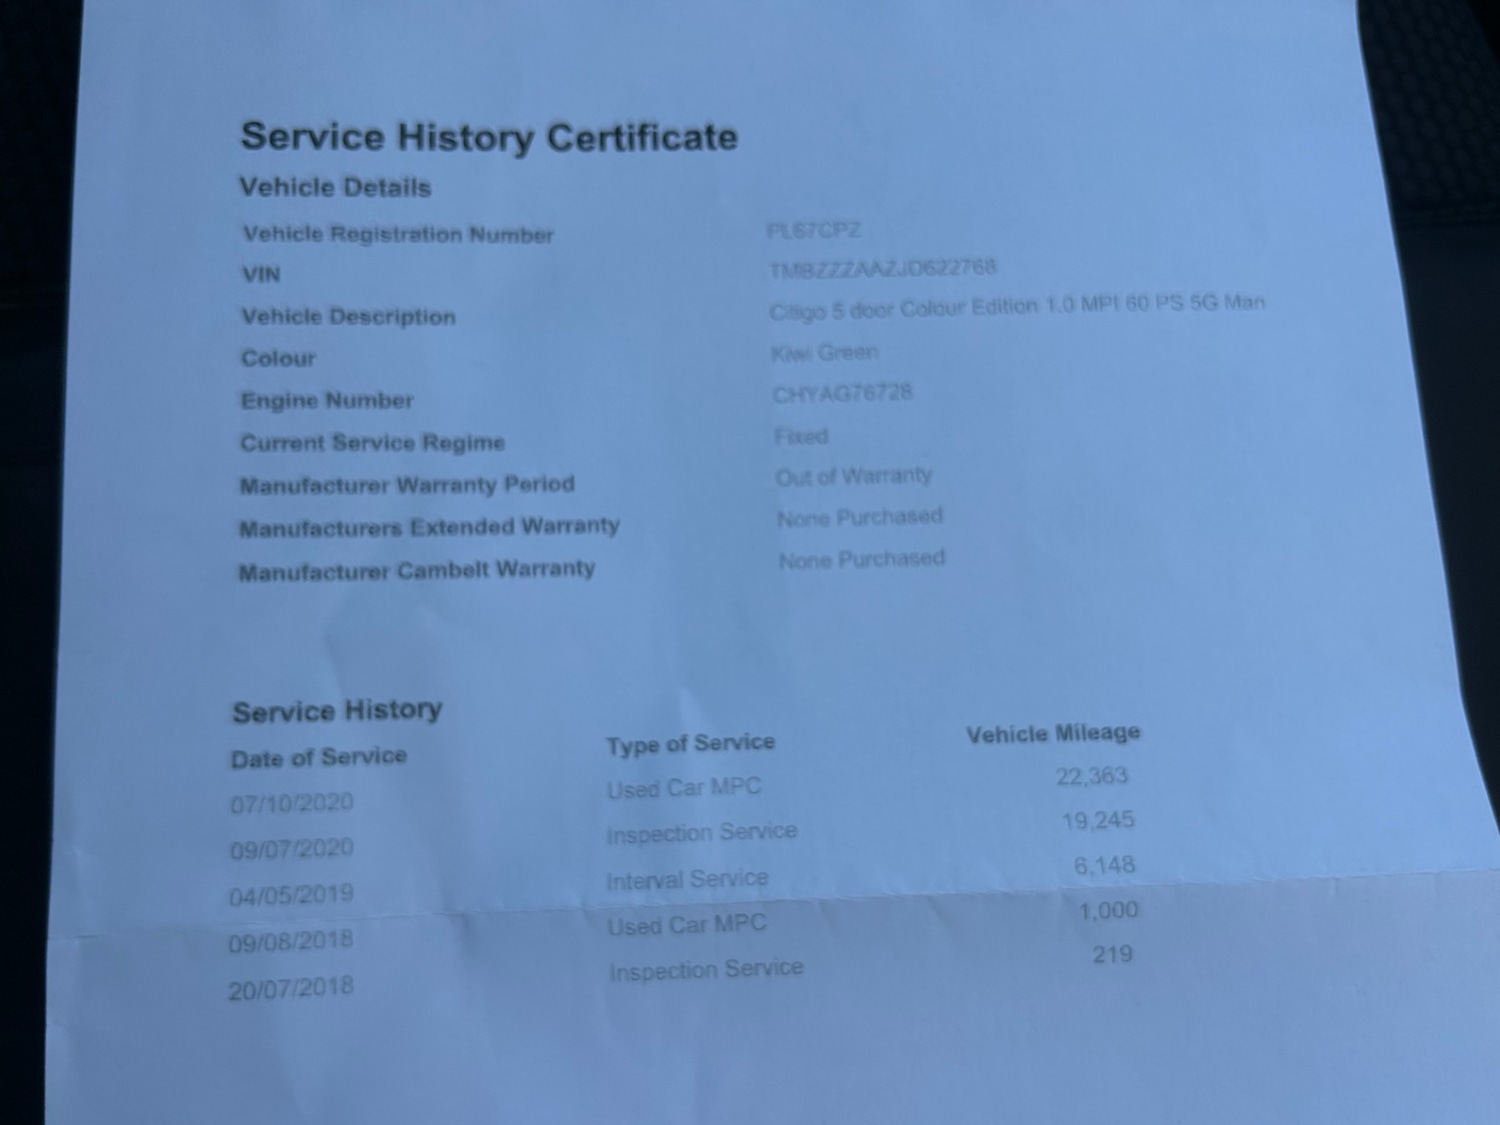 Service History Certificate
Vehicle Details
Vehicle Registration Number PL67CPZ
VIN TMBZZZAAZJD622768
Vehicle Description Citigo 5 door Colour Edition 1.0 MPI 60 PS 5G Man
Colour Kiwi Green
Engine Number CHYAG76728
Current Service Regime Fixed
Manufacturer Warranty Period Out of Warranty
Manufacturers Extended Warranty None Purchased
Manufacturer Cambelt Warranty None Purchased
Service History
Date of Service Type of Service Vehicle Mileage
07/10/2020 Used Car MPC 22,363
09/07/2020 Inspection Service 19,245
04/05/2019 Interval Service 6,148
09/08/2018 Used Car MPC 1,000
20/07/2018 Inspection Service 219